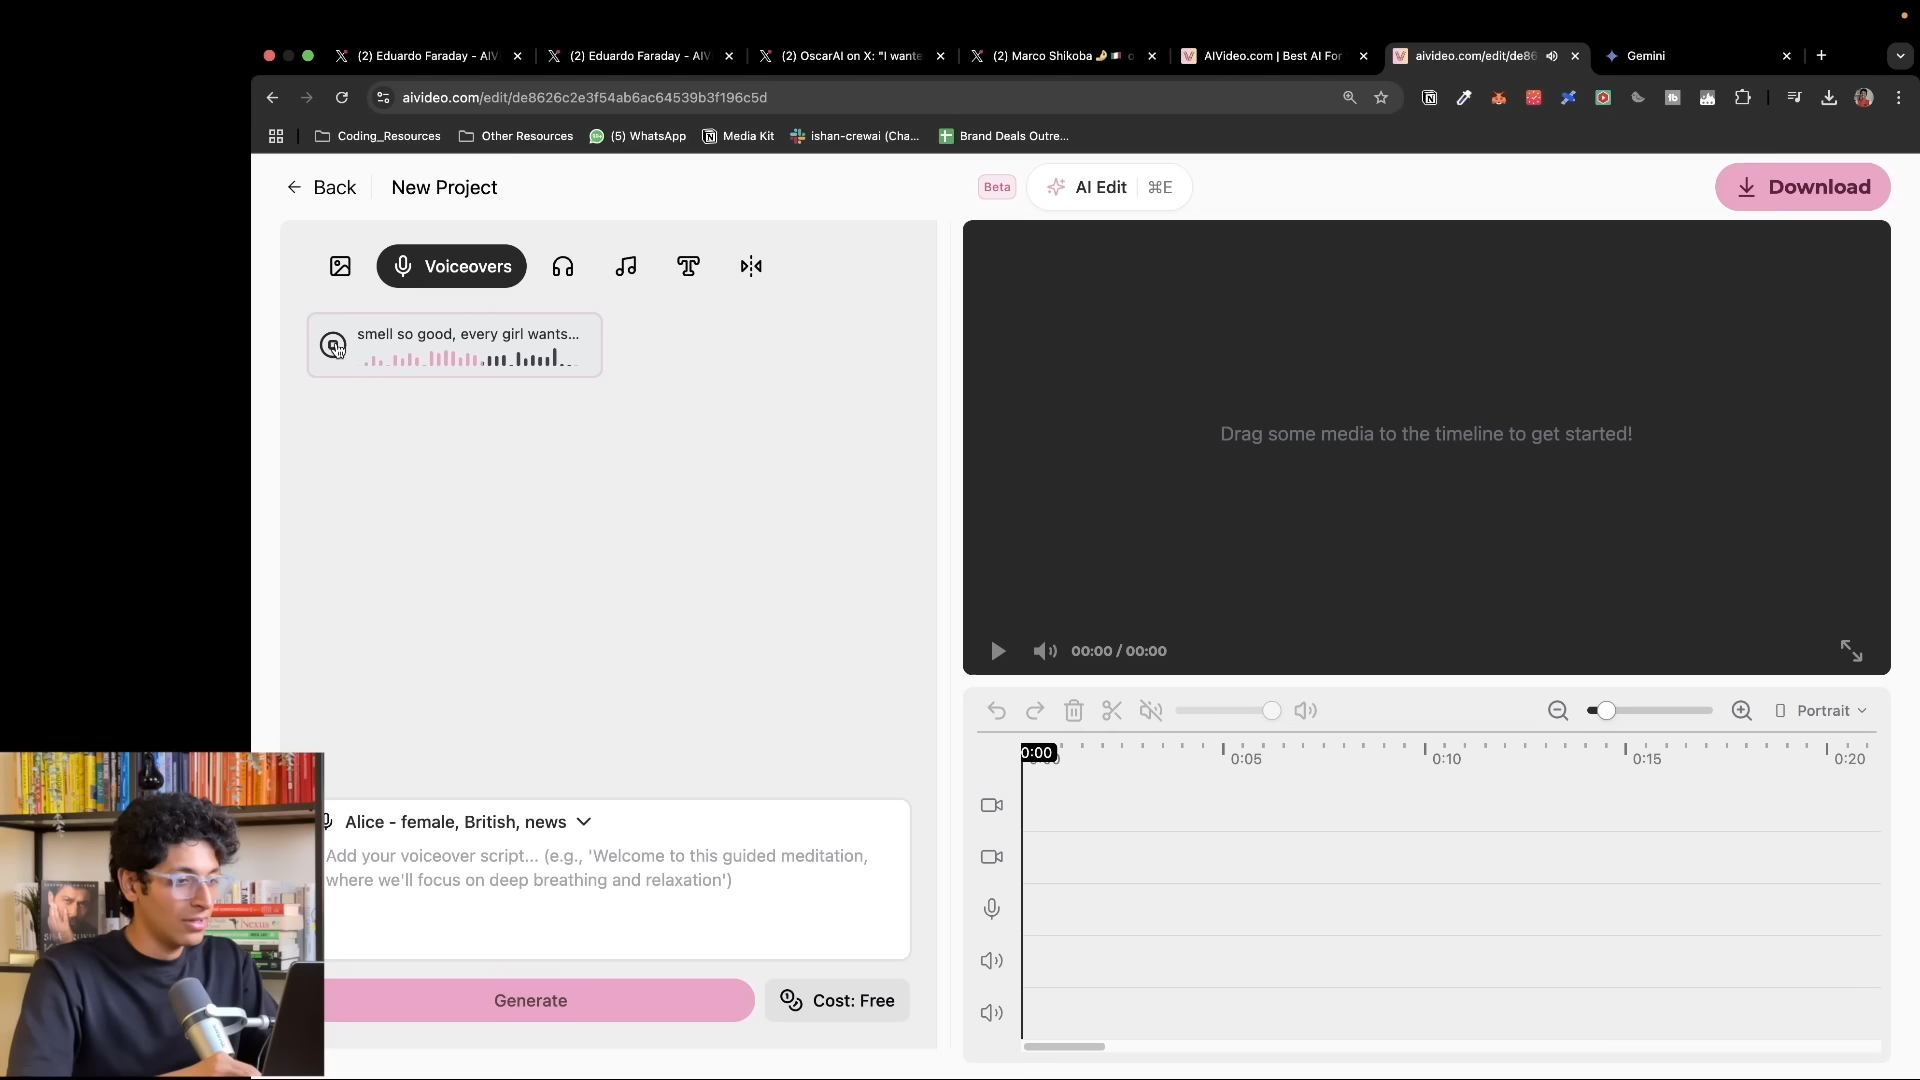 (2) Eduardo Faraday - AIV
(2) Eduardo Faraday - AIV
(2) OscarAI on X: "I wante
(2) Marco Shikoba
AIVideo.com | Best AI For
aivideo.com/edit/de86
Gemini
aivideo.com/edit/de8626c2e3f54ab6ac64539b3f196c5d
Coding_Resources
Other Resources
(5) WhatsApp
Media Kit
ishan-crewai (Cha...
Brand Deals Outre...
Back
New Project
Beta
AI Edit
⌘E
Download
Voiceovers
smell so good, every girl wants...
Drag some media to the timeline to get started!
00:00 / 00:00
Portrait
0:00
0:05
0:10
0:15
0:20
Alice - female, British, news
Add your voiceover script... (e.g., 'Welcome to this guided meditation,
where we'll focus on deep breathing and relaxation')
Generate
Cost: Free
Nexus